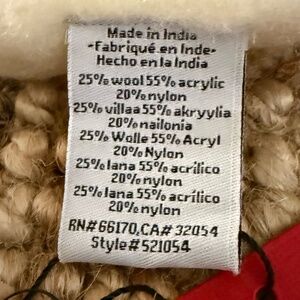 Made in India
-Fabriqué en Inde-
Hecho en la India
25% wool 55% acrylic
20% nylon
25% villaa 55% akryylia
20% nailonia
25% Wolle 55% Acryl
20% Nylon
25% lana 55% acrílico
20% nylon
25% lana 55% acrílico
20% nylon
RN# 66170, CA# 32054
Style# 521054